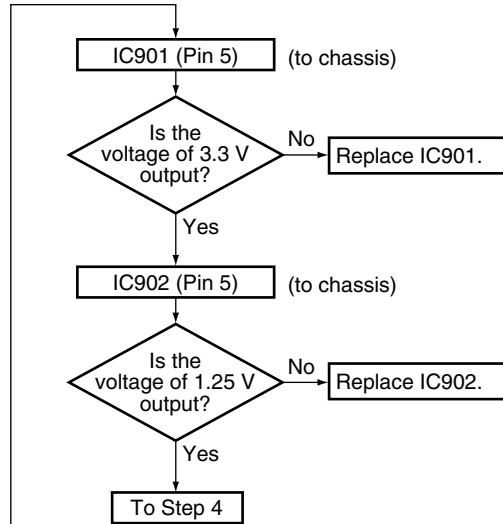 IC901 (Pin 5) (to chassis)
Is the
voltage of 3.3 V
output?
No
Replace IC901.
Yes
IC902 (Pin 5) (to chassis)
Is the
voltage of 1.25 V
output?
No
Replace IC902.
Yes
To Step 4